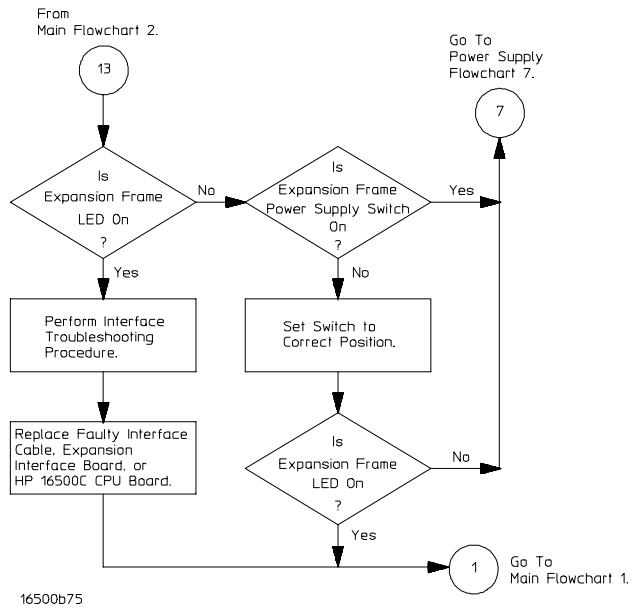 From
Main Flowchart 2.
13
Go To
Power Supply
Flowchart 7.
7
Is
Expansion Frame
LED On
?
No
Is
Expansion Frame
Power Supply Switch
On
?
Yes
Yes
No
Perform Interface
Troubleshooting
Procedure.
Set Switch to
Correct Position.
Replace Faulty Interface
Cable, Expansion
Interface Board, or
HP 16500C CPU Board.
Is
Expansion Frame
LED On
?
No
Yes
1
Go To
Main Flowchart 1.
16500b75